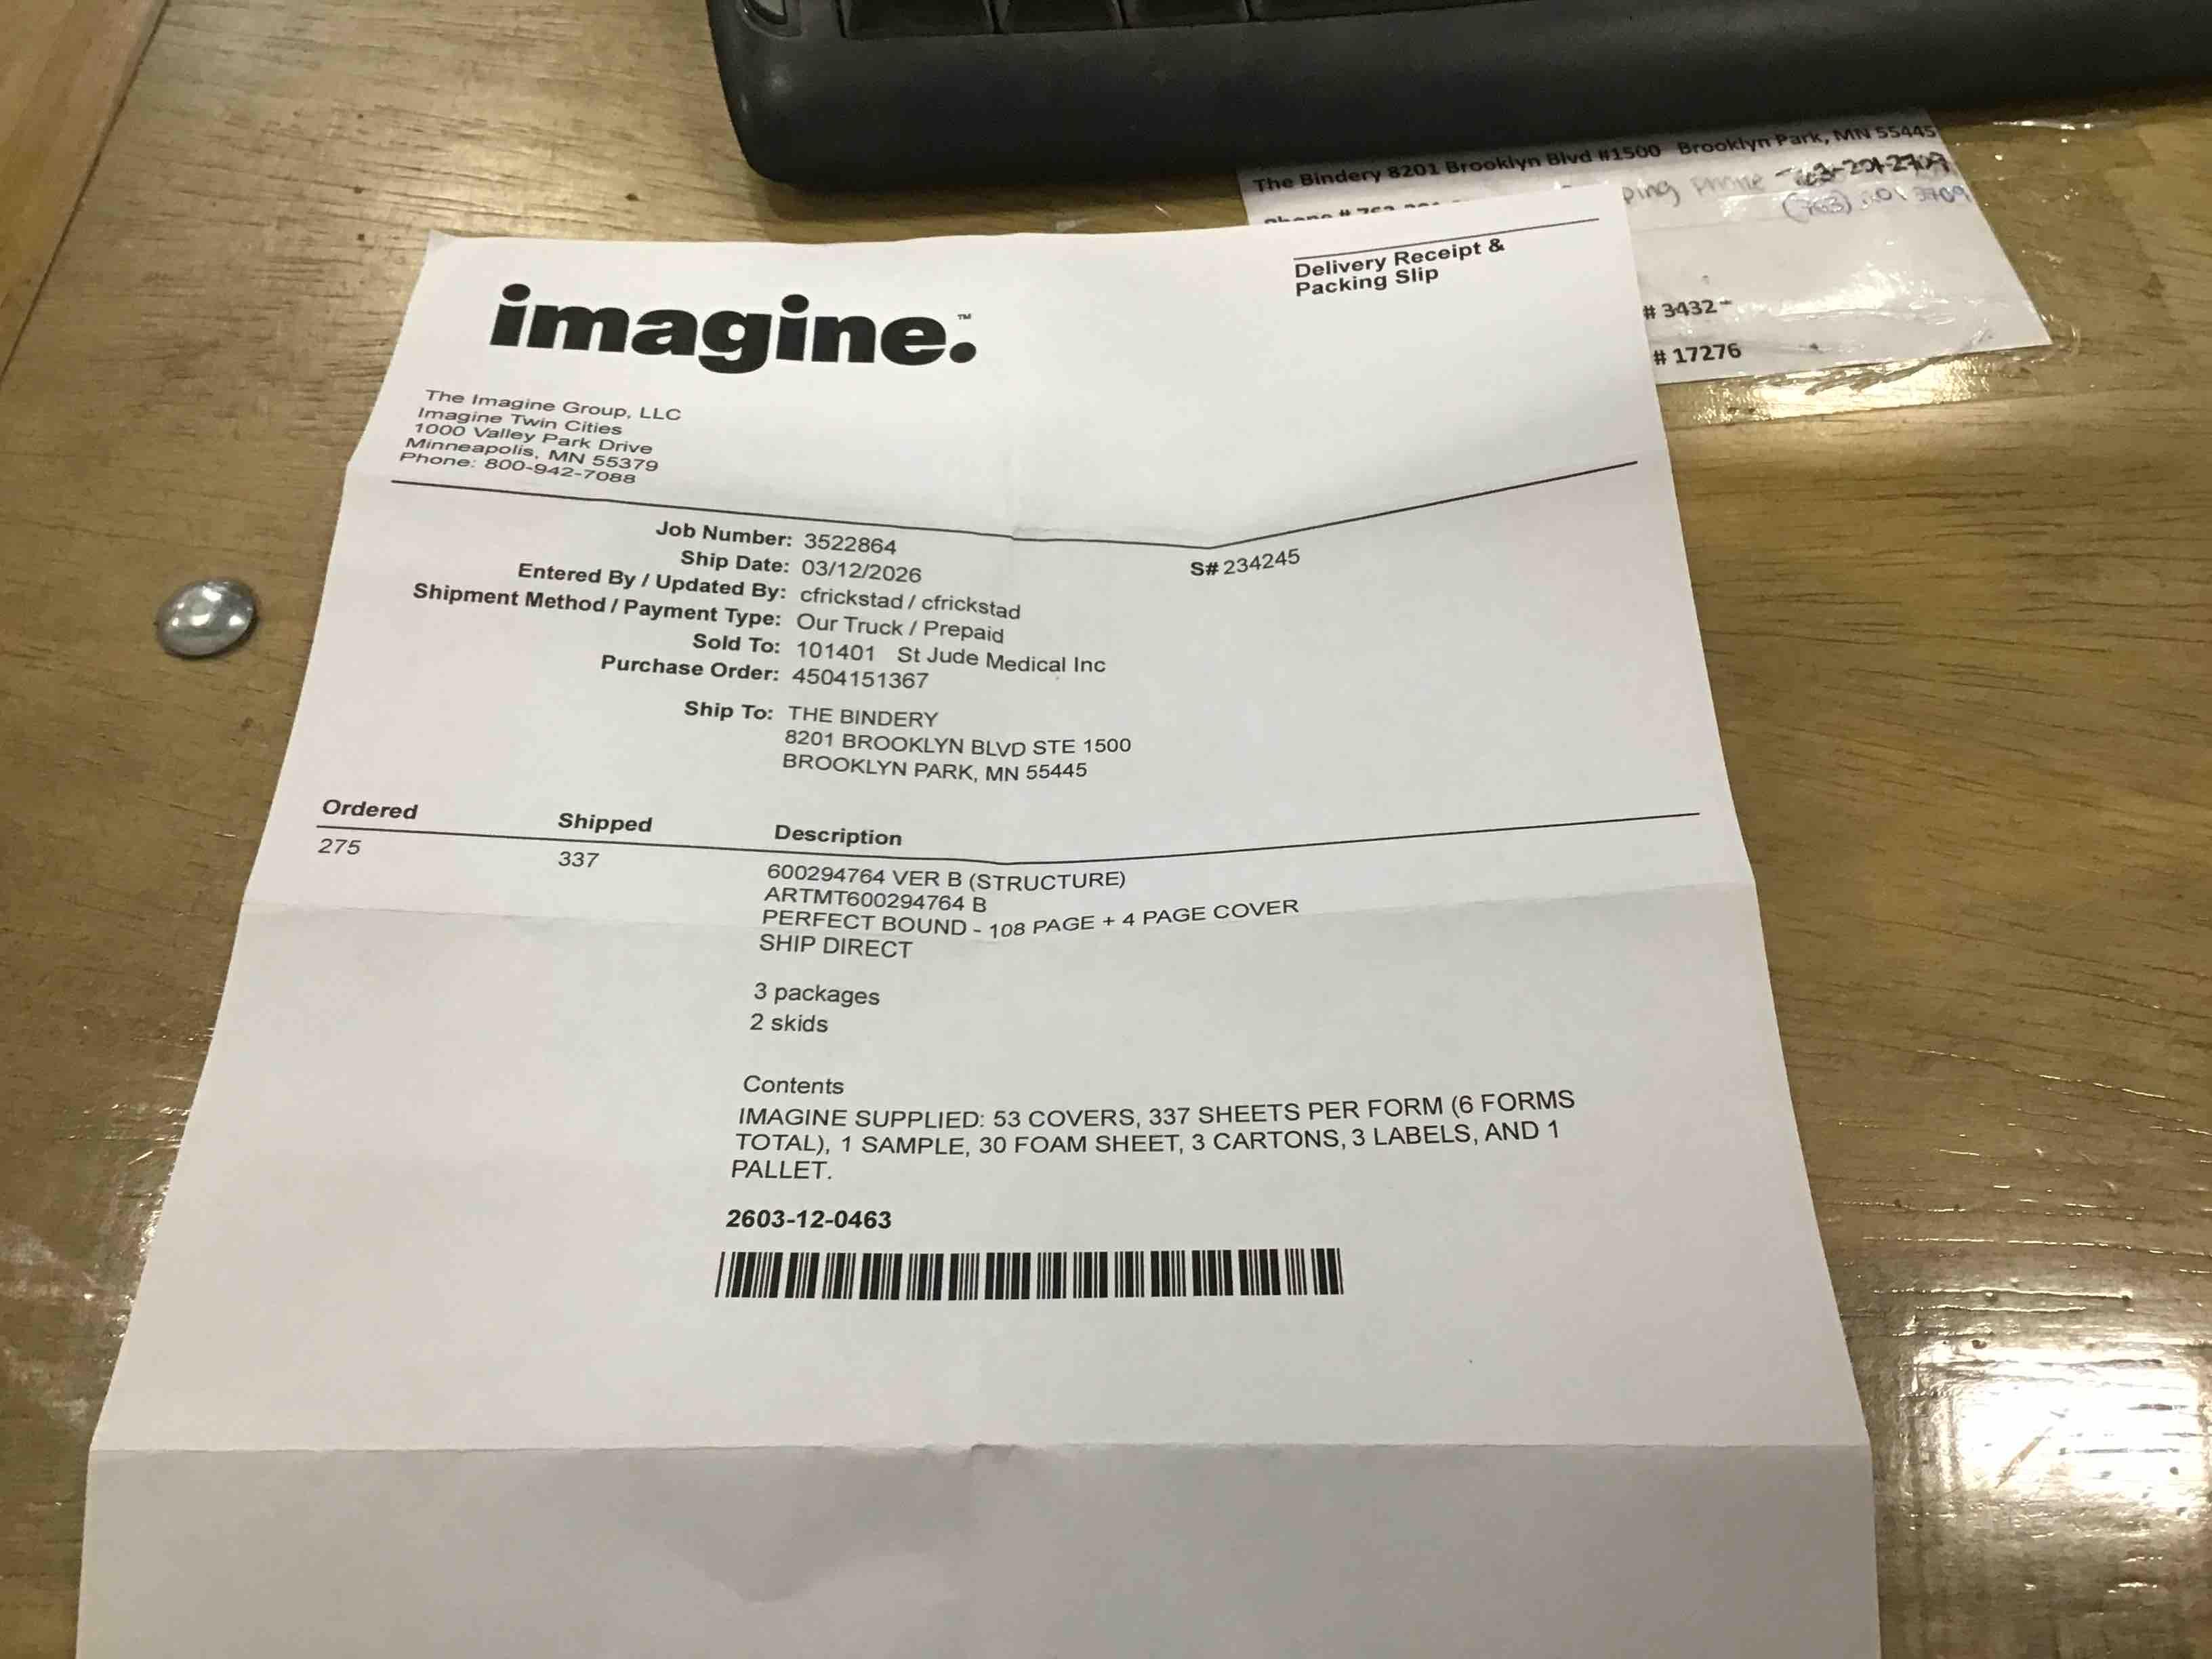 The Bindery 8201 Brooklyn Blvd #1500 Brooklyn Park, MN 55445
phone
(763) 3709
# 3432
# 17276
Delivery Receipt &
Packing Slip
imagine.™
The Imagine Group, LLC
Imagine Twin Cities
1000 Valley Park Drive
Minneapolis, MN 55379
Phone: 800-942-7088
Job Number: 3522864
S# 234245
Ship Date: 03/12/2026
Entered By / Updated By: cfrickstad / cfrickstad
Shipment Method / Payment Type: Our Truck / Prepaid
Sold To: 101401 St Jude Medical Inc
Purchase Order: 4504151367
Ship To: THE BINDERY
8201 BROOKLYN BLVD STE 1500
BROOKLYN PARK, MN 55445
Ordered Shipped Description
275 337 600294764 VER B (STRUCTURE)
ARTMT600294764 B
PERFECT BOUND - 108 PAGE + 4 PAGE COVER
SHIP DIRECT
3 packages
2 skids
Contents
IMAGINE SUPPLIED: 53 COVERS, 337 SHEETS PER FORM (6 FORMS
TOTAL), 1 SAMPLE, 30 FOAM SHEET, 3 CARTONS, 3 LABELS, AND 1
PALLET.
2603-12-0463